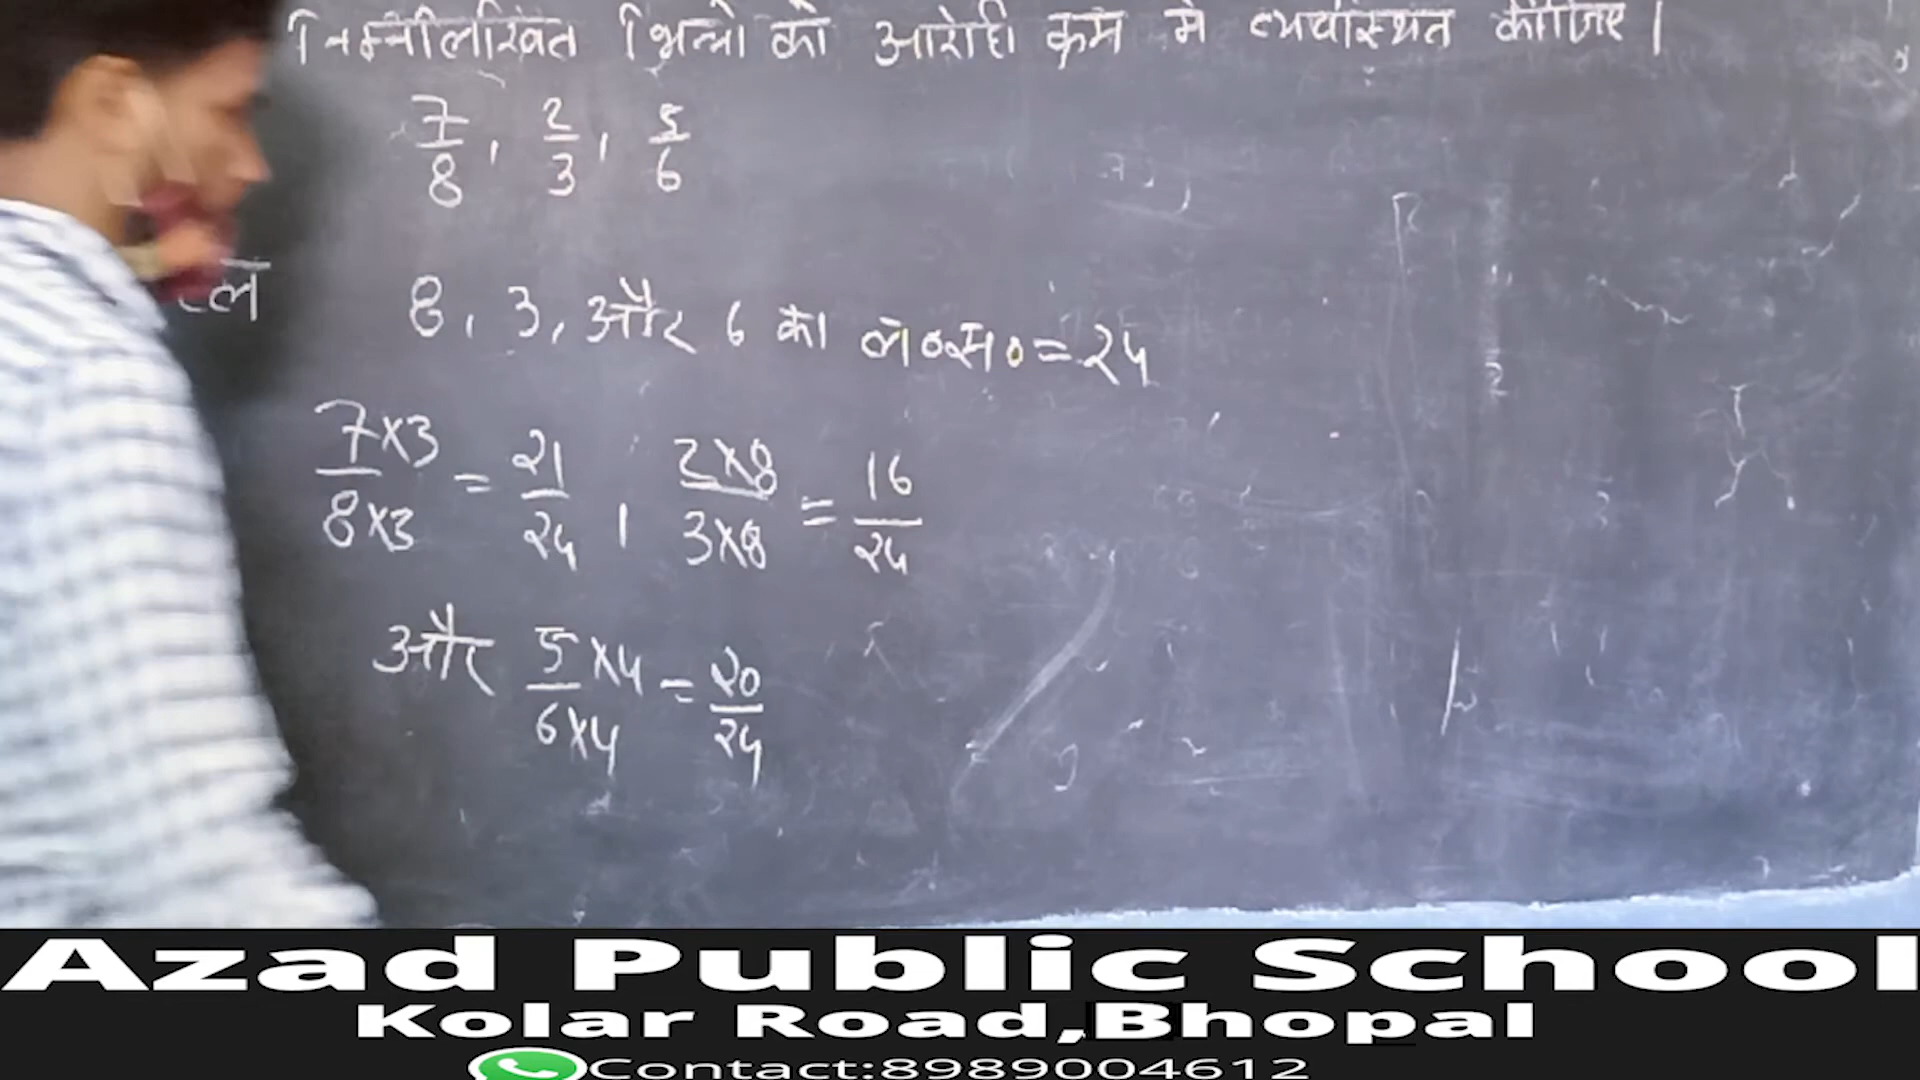 निम्नलिखित भिन्नो को आरोही क्रम मे व्यवस्थित कीजिए।
7/8, 2/3, 5/6
हल 8, 3, और 6 का ल०स०=24
7×3/8×3 = 21/24, 2×8/3×8 = 16/24
और 5×4/6×4 = 20/24
Azad Public School
Kolar Road,Bhopal
Contact:8989004612